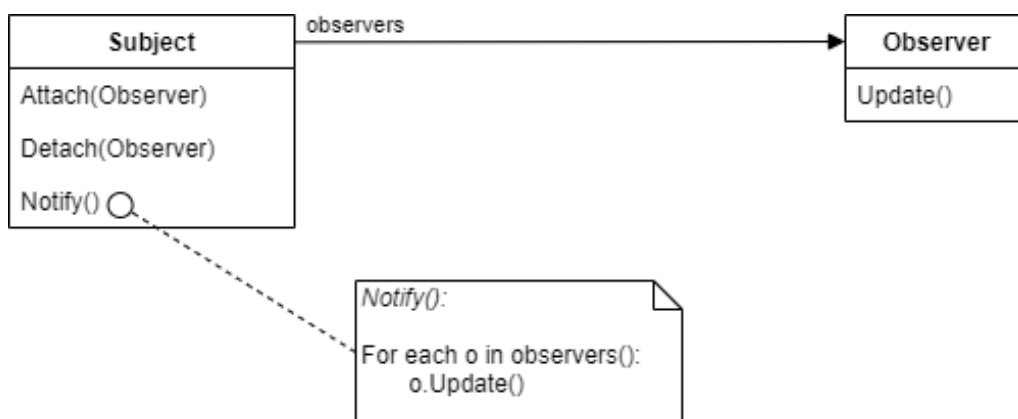 Subject
observers
Observer
Attach(Observer)
Update()
Detach(Observer)
Notify()
Notify():
For each o in observers():
o.Update()